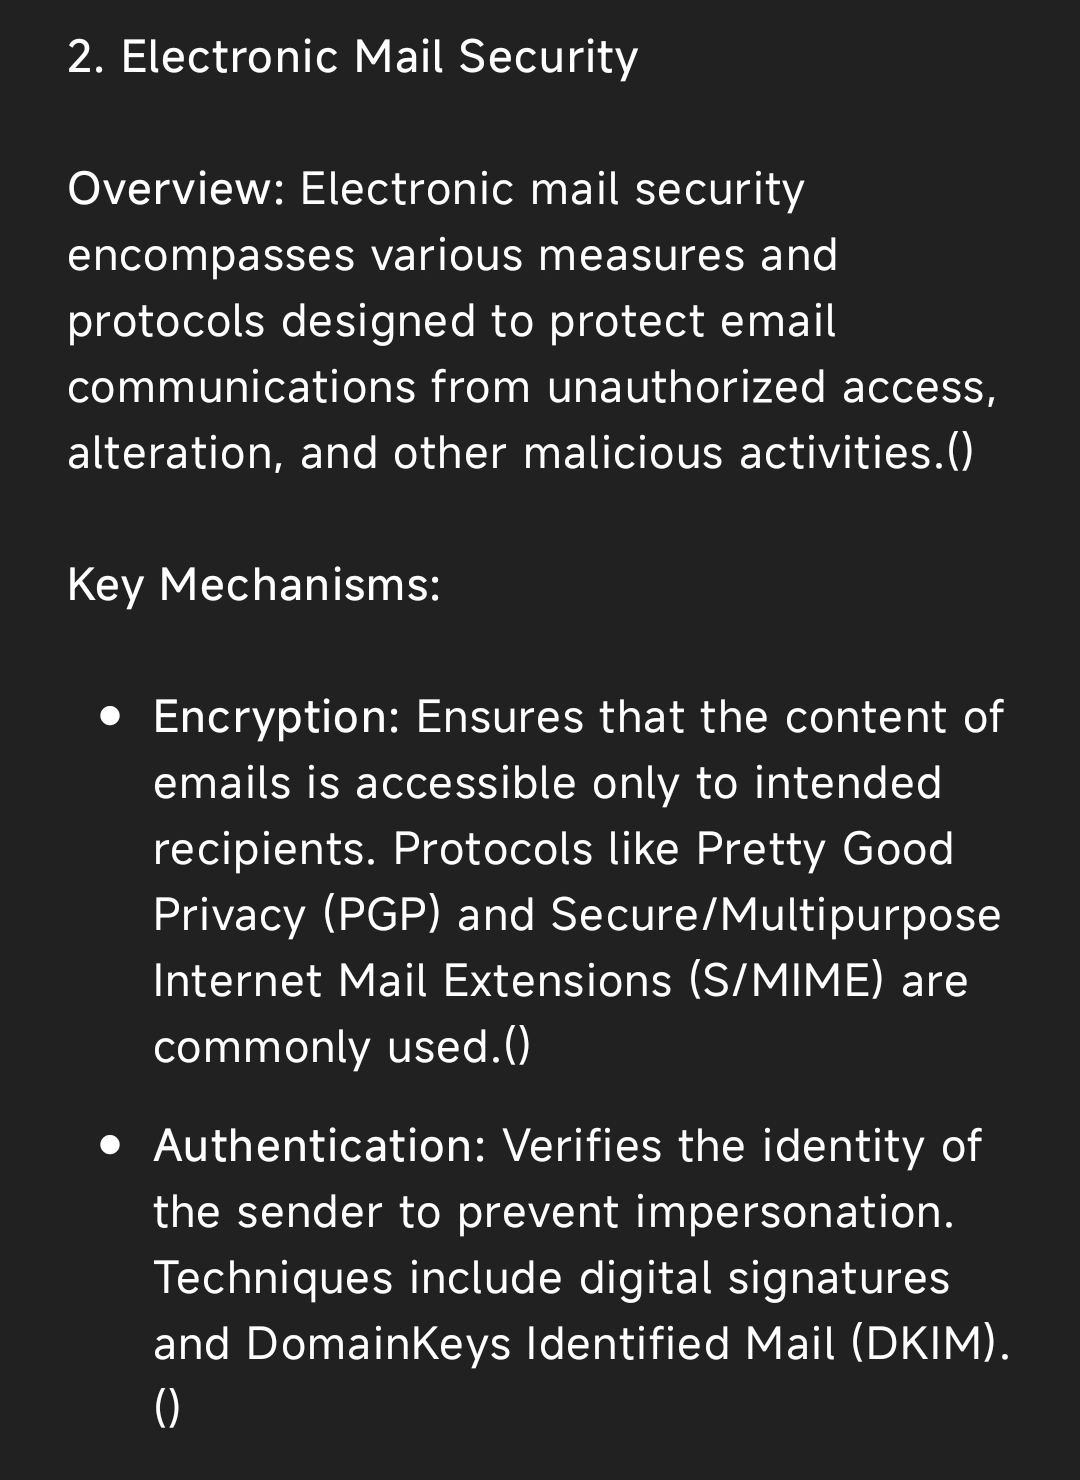 2. Electronic Mail Security
Overview: Electronic mail security
encompasses various measures and
protocols designed to protect email
communications from unauthorized access,
alteration, and other malicious activities.()
Key Mechanisms:
• Encryption: Ensures that the content of
emails is accessible only to intended
recipients. Protocols like Pretty Good
Privacy (PGP) and Secure/Multipurpose
Internet Mail Extensions (S/MIME) are
commonly used.()
• Authentication: Verifies the identity of
the sender to prevent impersonation.
Techniques include digital signatures
and DomainKeys Identified Mail (DKIM).
()